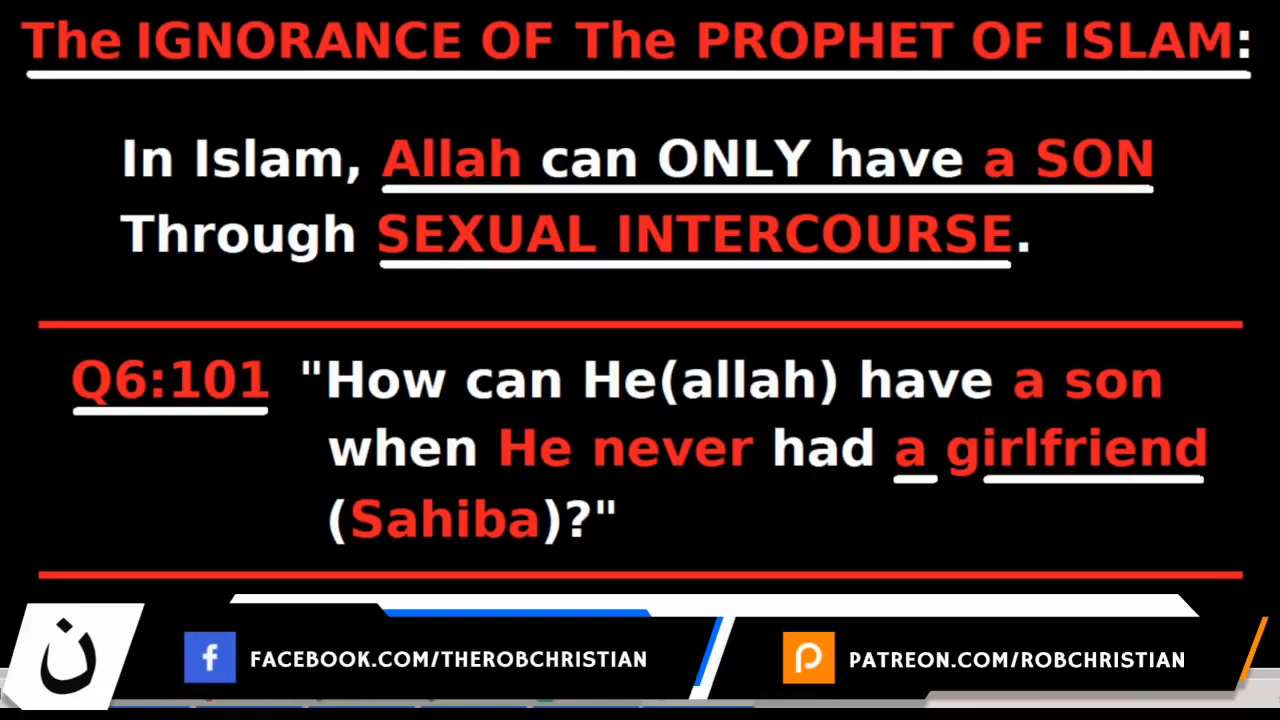 The IGNORANCE OF The PROPHET OF ISLAM:
In Islam, Allah can ONLY have a SON
Through SEXUAL INTERCOURSE.
Q6:101 "How can He(allah) have a son
when He never had a girlfriend
(Sahiba)?"
ن
FACEBOOK.COM/THEROBCHRISTIAN
PATREON.COM/ROBCHRISTIAN